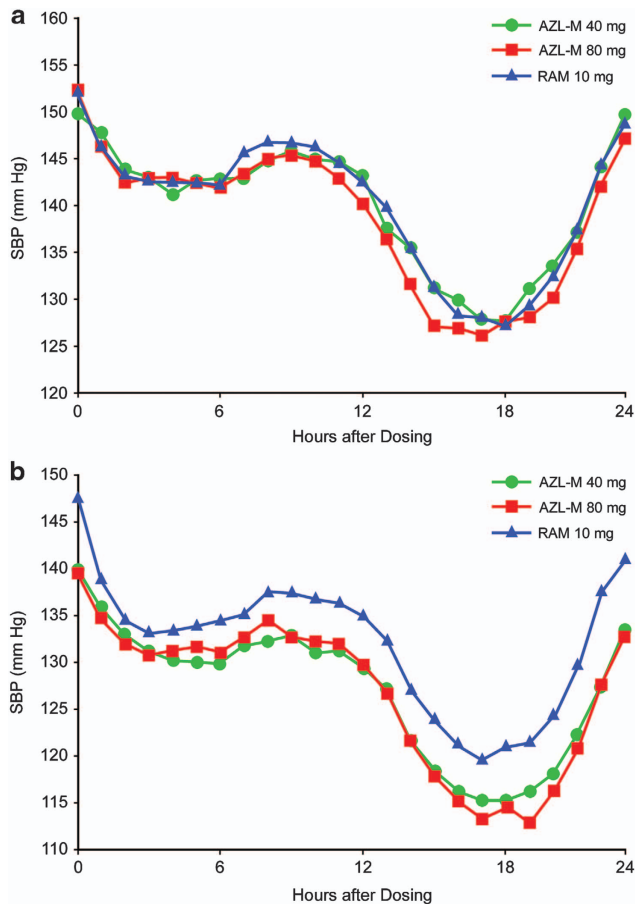 a
160
155
150
145
140
135
130
125
120
SBP (mm Hg)
AZL-M 40 mg
AZL-M 80 mg
RAM 10 mg
0 6 12 18 24
Hours after Dosing
b
150
145
140
135
130
125
120
115
110
SBP (mm Hg)
AZL-M 40 mg
AZL-M 80 mg
RAM 10 mg
0 6 12 18 24
Hours after Dosing